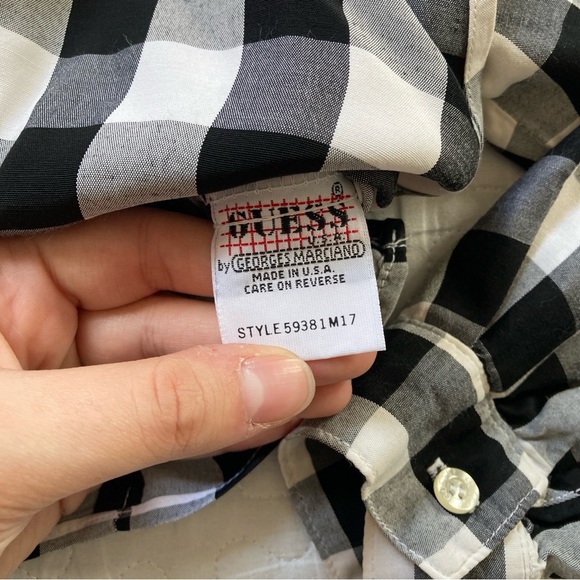 GUESS®
U.S.A.
by GEORGES MARCIANO
MADE IN U.S.A.
CARE ON REVERSE
STYLE 59381M17